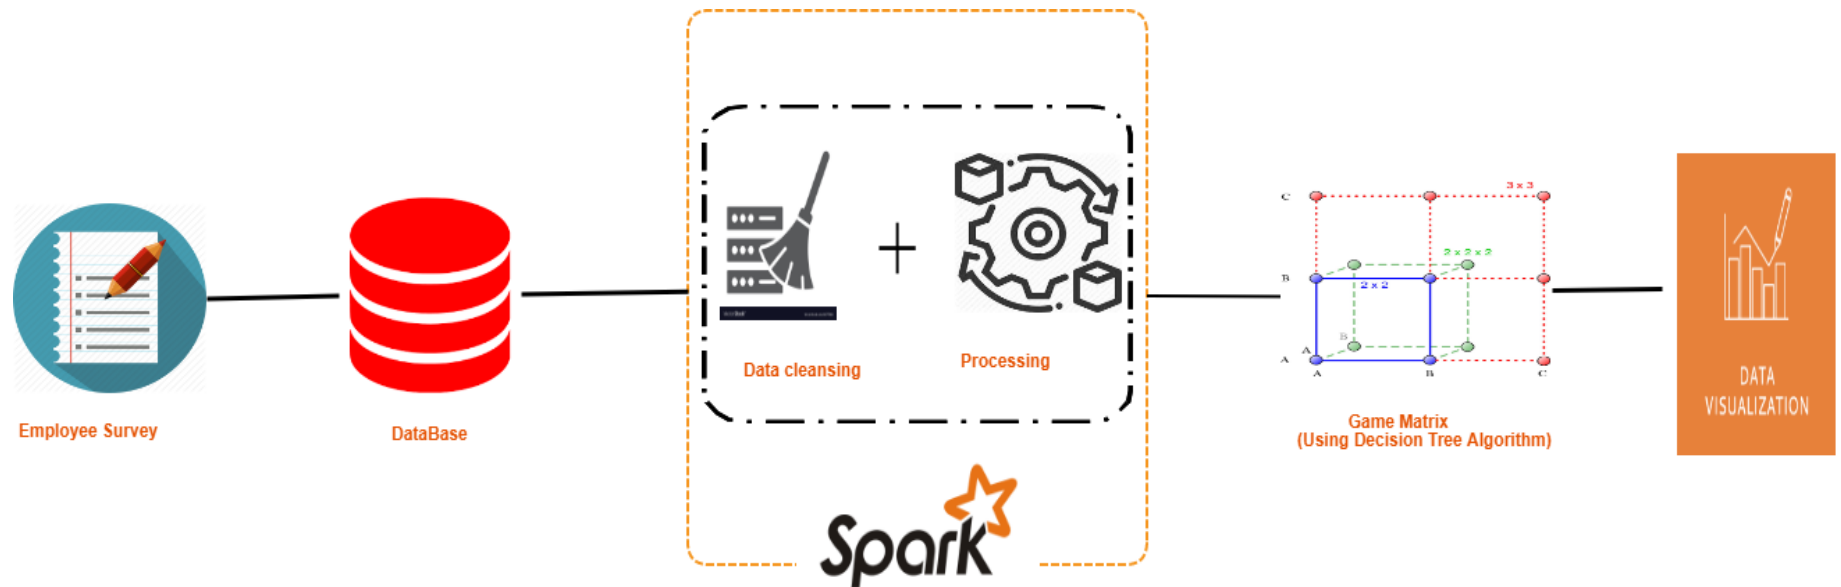 Employee Survey
DataBase
Data cleansing
+
Processing
Spark
C
3 x 3
2 x 2 x 2
B
2 x 2
B
A
A
A
B
C
Game Matrix
(Using Decision Tree Algorithm)
DATA
VISUALIZATION